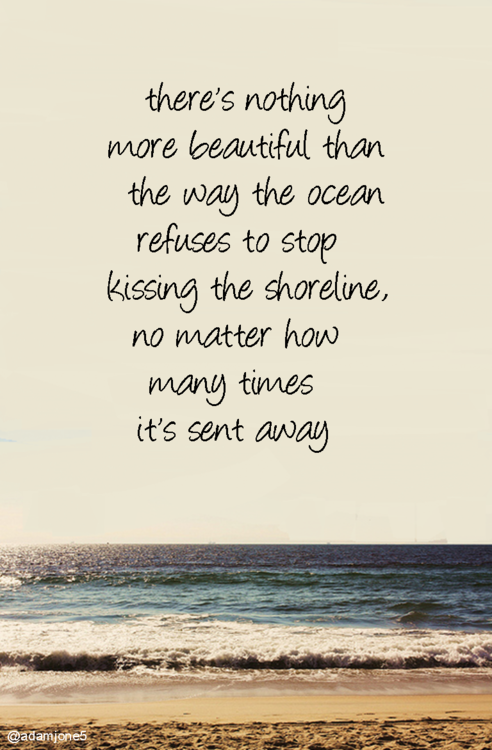 there's nothing
more beautiful than
the way the ocean
refuses to stop
kissing the shoreline,
no matter how
many times
it's sent away
@adamjone5